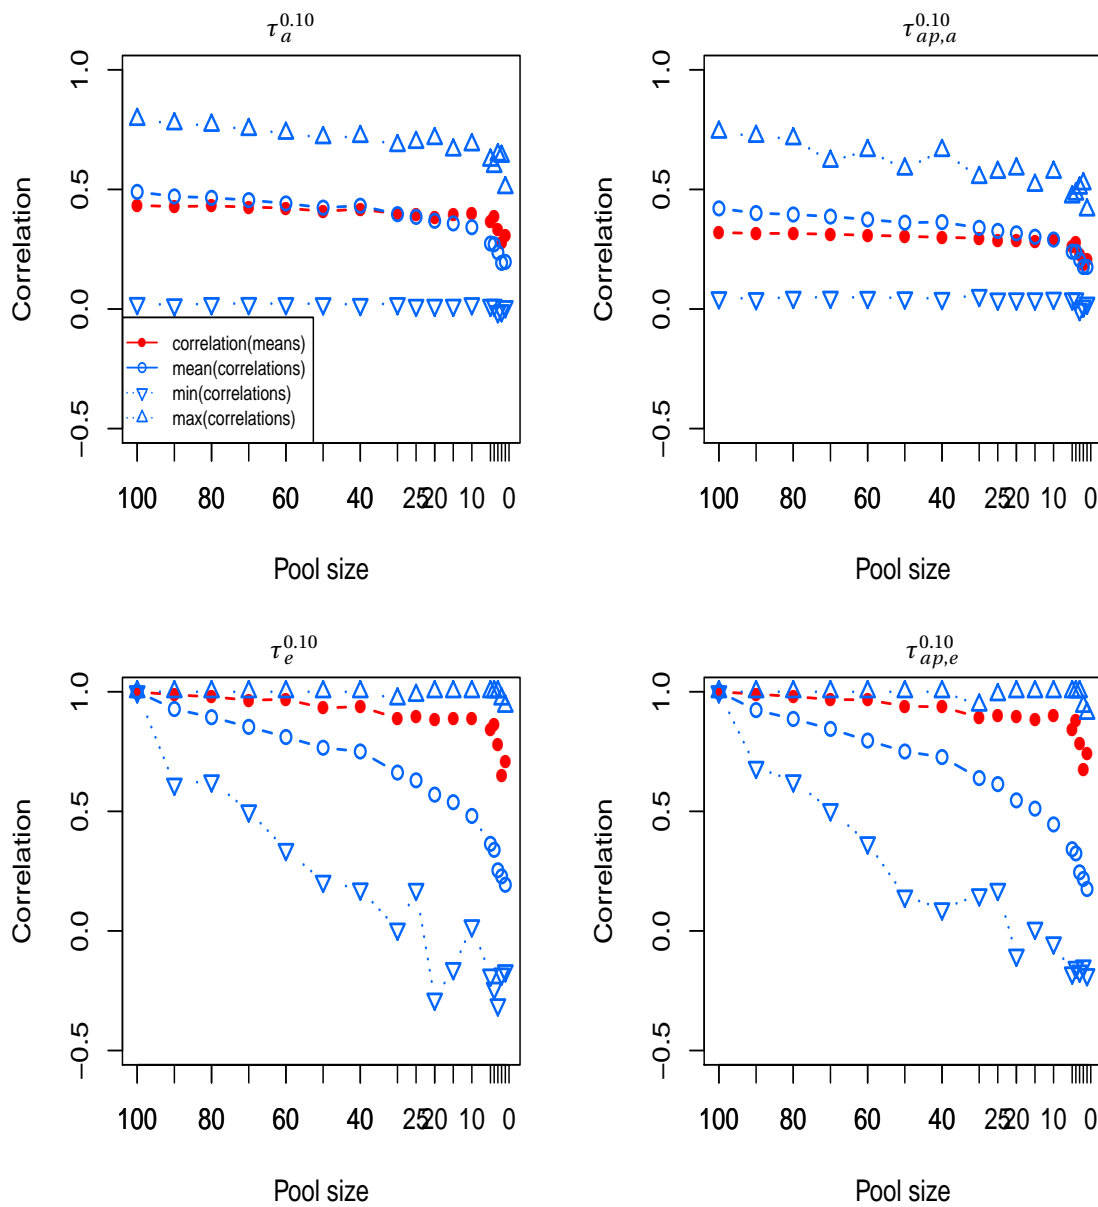 τ_a^0.10
Correlation
−0.5 0.0 0.5 1.0
correlation(means)
mean(correlations)
min(correlations)
max(correlations)
100 80 60 40 25 20 10 0
Pool size
τ_ap,a^0.10
Correlation
−0.5 0.0 0.5 1.0
100 80 60 40 25 20 10 0
Pool size
τ_e^0.10
Correlation
−0.5 0.0 0.5 1.0
100 80 60 40 25 20 10 0
Pool size
τ_ap,e^0.10
Correlation
−0.5 0.0 0.5 1.0
100 80 60 40 25 20 10 0
Pool size